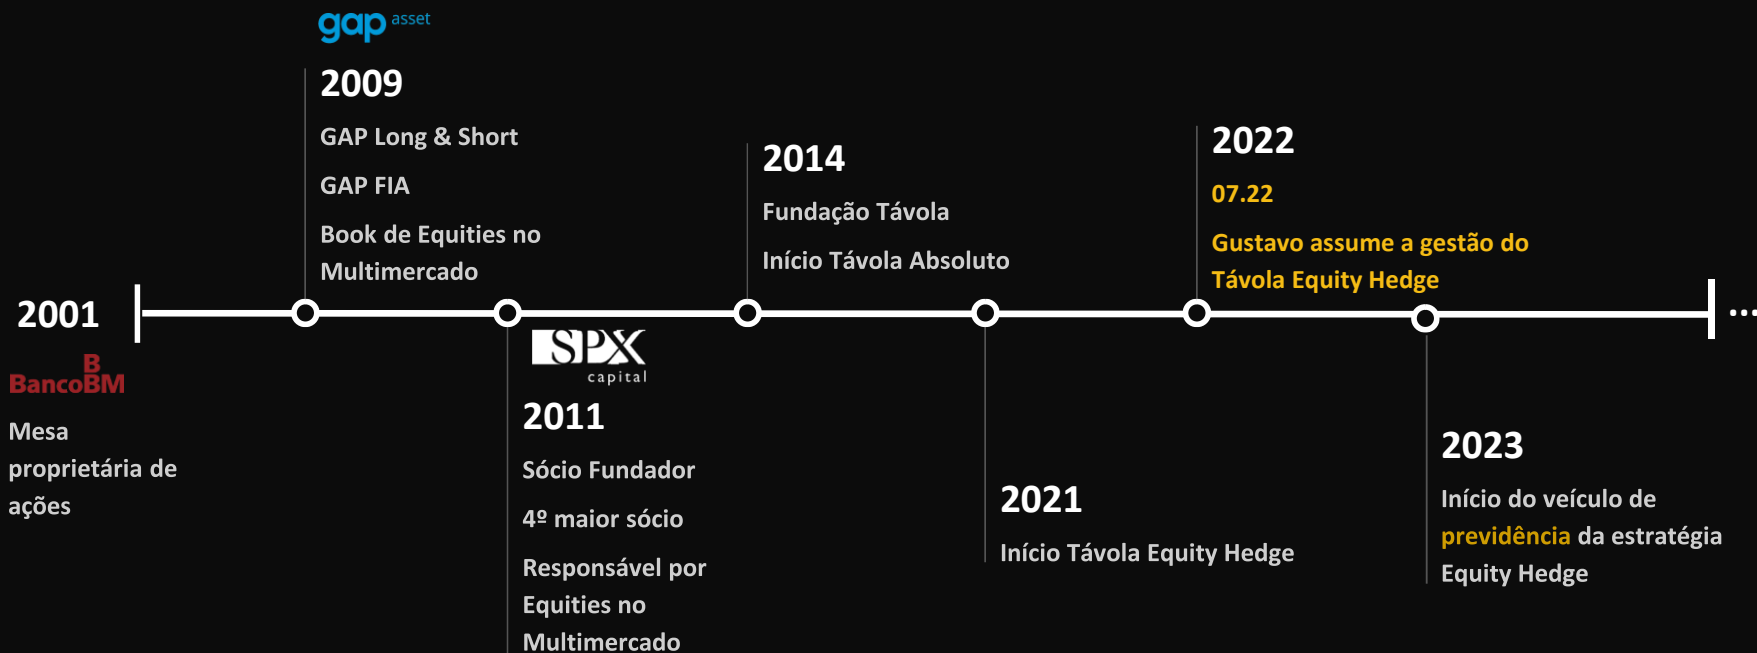 2001
BancoBBM
Mesa
proprietária de
ações
gap asset
2009
GAP Long & Short
GAP FIA
Book de Equities no
Multimercado
SPX
capital
2011
Sócio Fundador
4º maior sócio
Responsável por
Equities no
Multimercado
2014
Fundação Távola
Início Távola Absoluto
2021
Início Távola Equity Hedge
2022
07.22
Gustavo assume a gestão do
Távola Equity Hedge
2023
Início do veículo de
previdência da estratégia
Equity Hedge
...